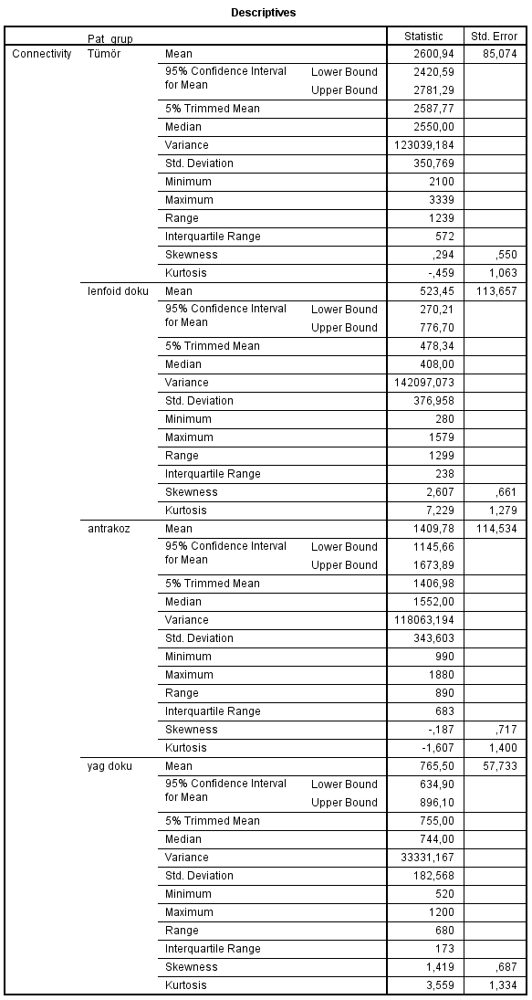 Descriptives
Pat_grup Statistic Std. Error
Connectivity Tümör Mean 2600,94 85,074
95% Confidence Interval for Mean Lower Bound 2420,59
Upper Bound 2781,29
5% Trimmed Mean 2587,77
Median 2550,00
Variance 123039,184
Std. Deviation 350,769
Minimum 2100
Maximum 3339
Range 1239
Interquartile Range 572
Skewness ,294 ,550
Kurtosis -,459 1,063
lenfoid doku Mean 523,45 113,657
95% Confidence Interval for Mean Lower Bound 270,21
Upper Bound 776,70
5% Trimmed Mean 478,34
Median 408,00
Variance 142097,073
Std. Deviation 376,958
Minimum 280
Maximum 1579
Range 1299
Interquartile Range 238
Skewness 2,607 ,661
Kurtosis 7,229 1,279
antrakoz Mean 1409,78 114,534
95% Confidence Interval for Mean Lower Bound 1145,66
Upper Bound 1673,89
5% Trimmed Mean 1406,98
Median 1552,00
Variance 118063,194
Std. Deviation 343,603
Minimum 990
Maximum 1880
Range 890
Interquartile Range 683
Skewness -,187 ,717
Kurtosis -1,607 1,400
yag doku Mean 765,50 57,733
95% Confidence Interval for Mean Lower Bound 634,90
Upper Bound 896,10
5% Trimmed Mean 755,00
Median 744,00
Variance 33331,167
Std. Deviation 182,568
Minimum 520
Maximum 1200
Range 680
Interquartile Range 173
Skewness 1,419 ,687
Kurtosis 3,559 1,334